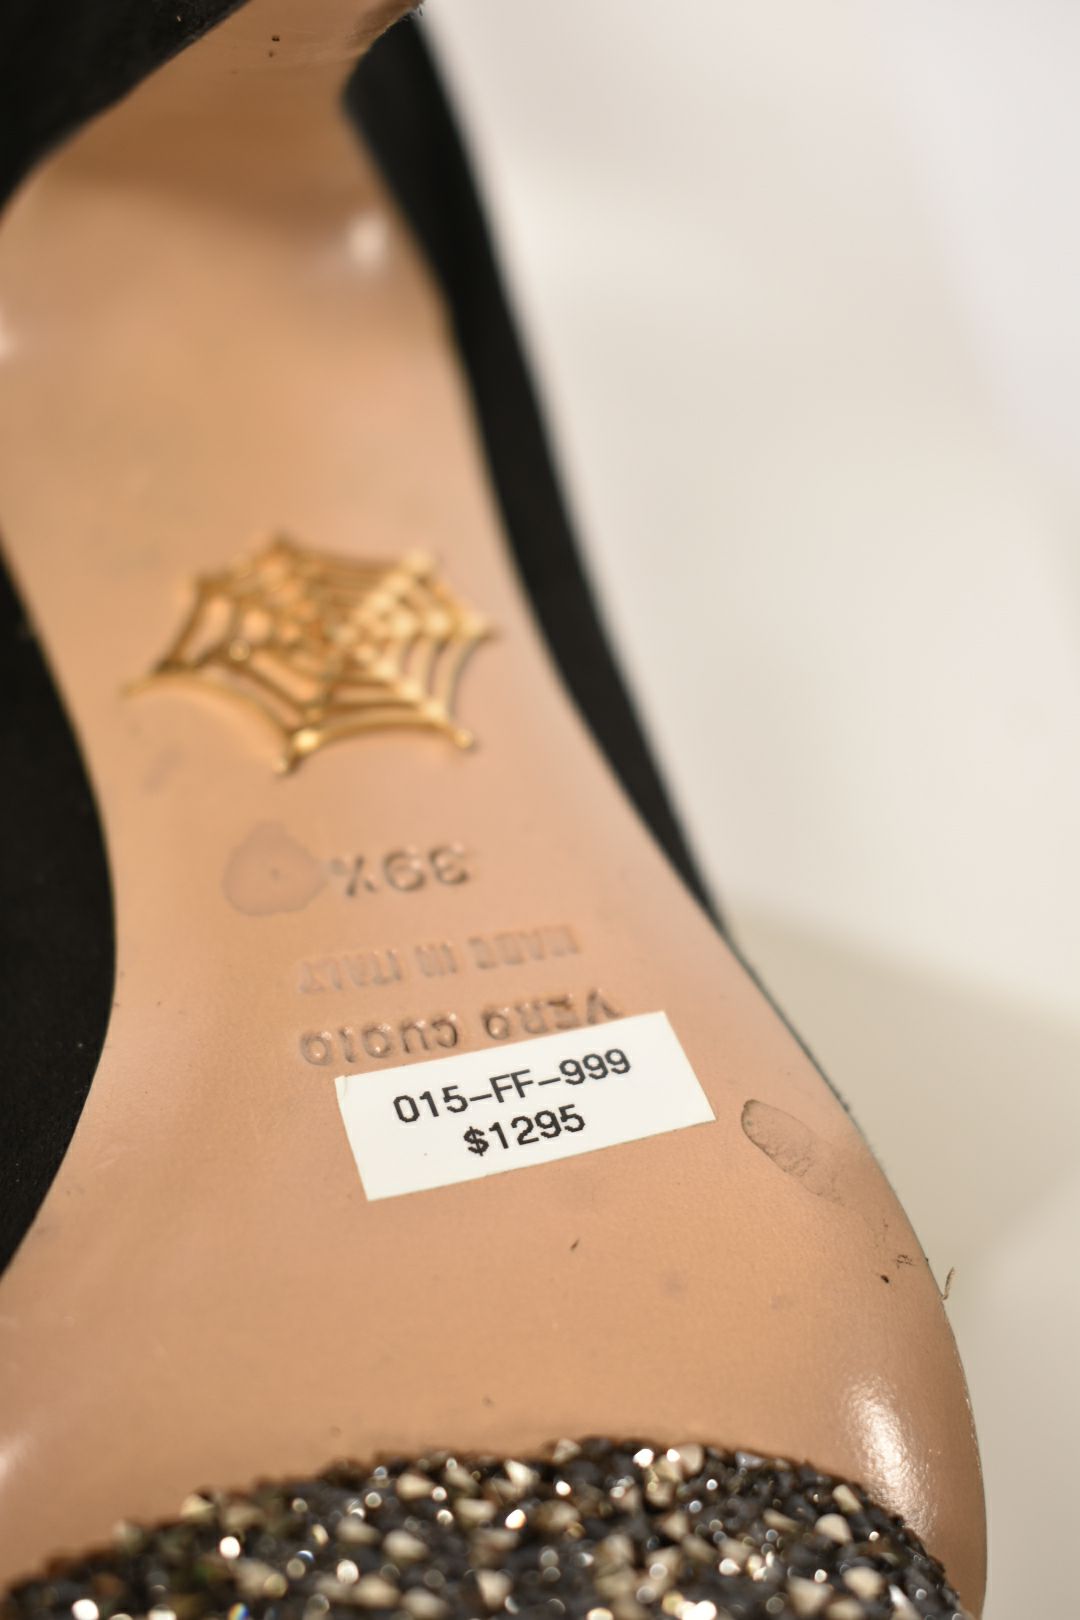 VERO CUOIO
MADE IN ITALY
39½
015-FF-999
$1295